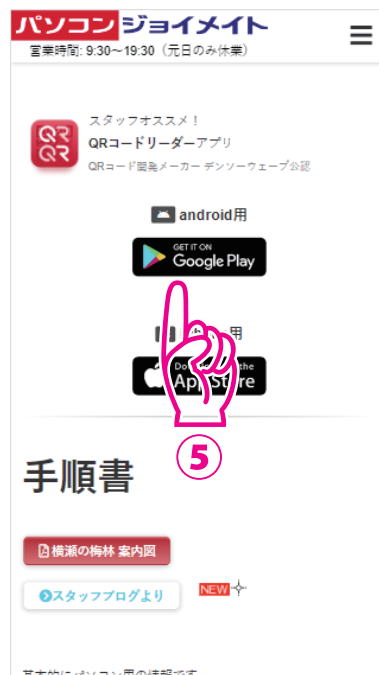 パソコンジョイメイト
営業時間: 9:30～19:30（元日のみ休業）
スタッフオススメ！
QRコードリーダーアプリ
QRコード開発メーカー デンソーウェーブ公認
QR
QR
android用
GET IT ON
Google Play
用
App Store
⑤
手順書
横瀬の梅林 案内図
スタッフブログより
NEW